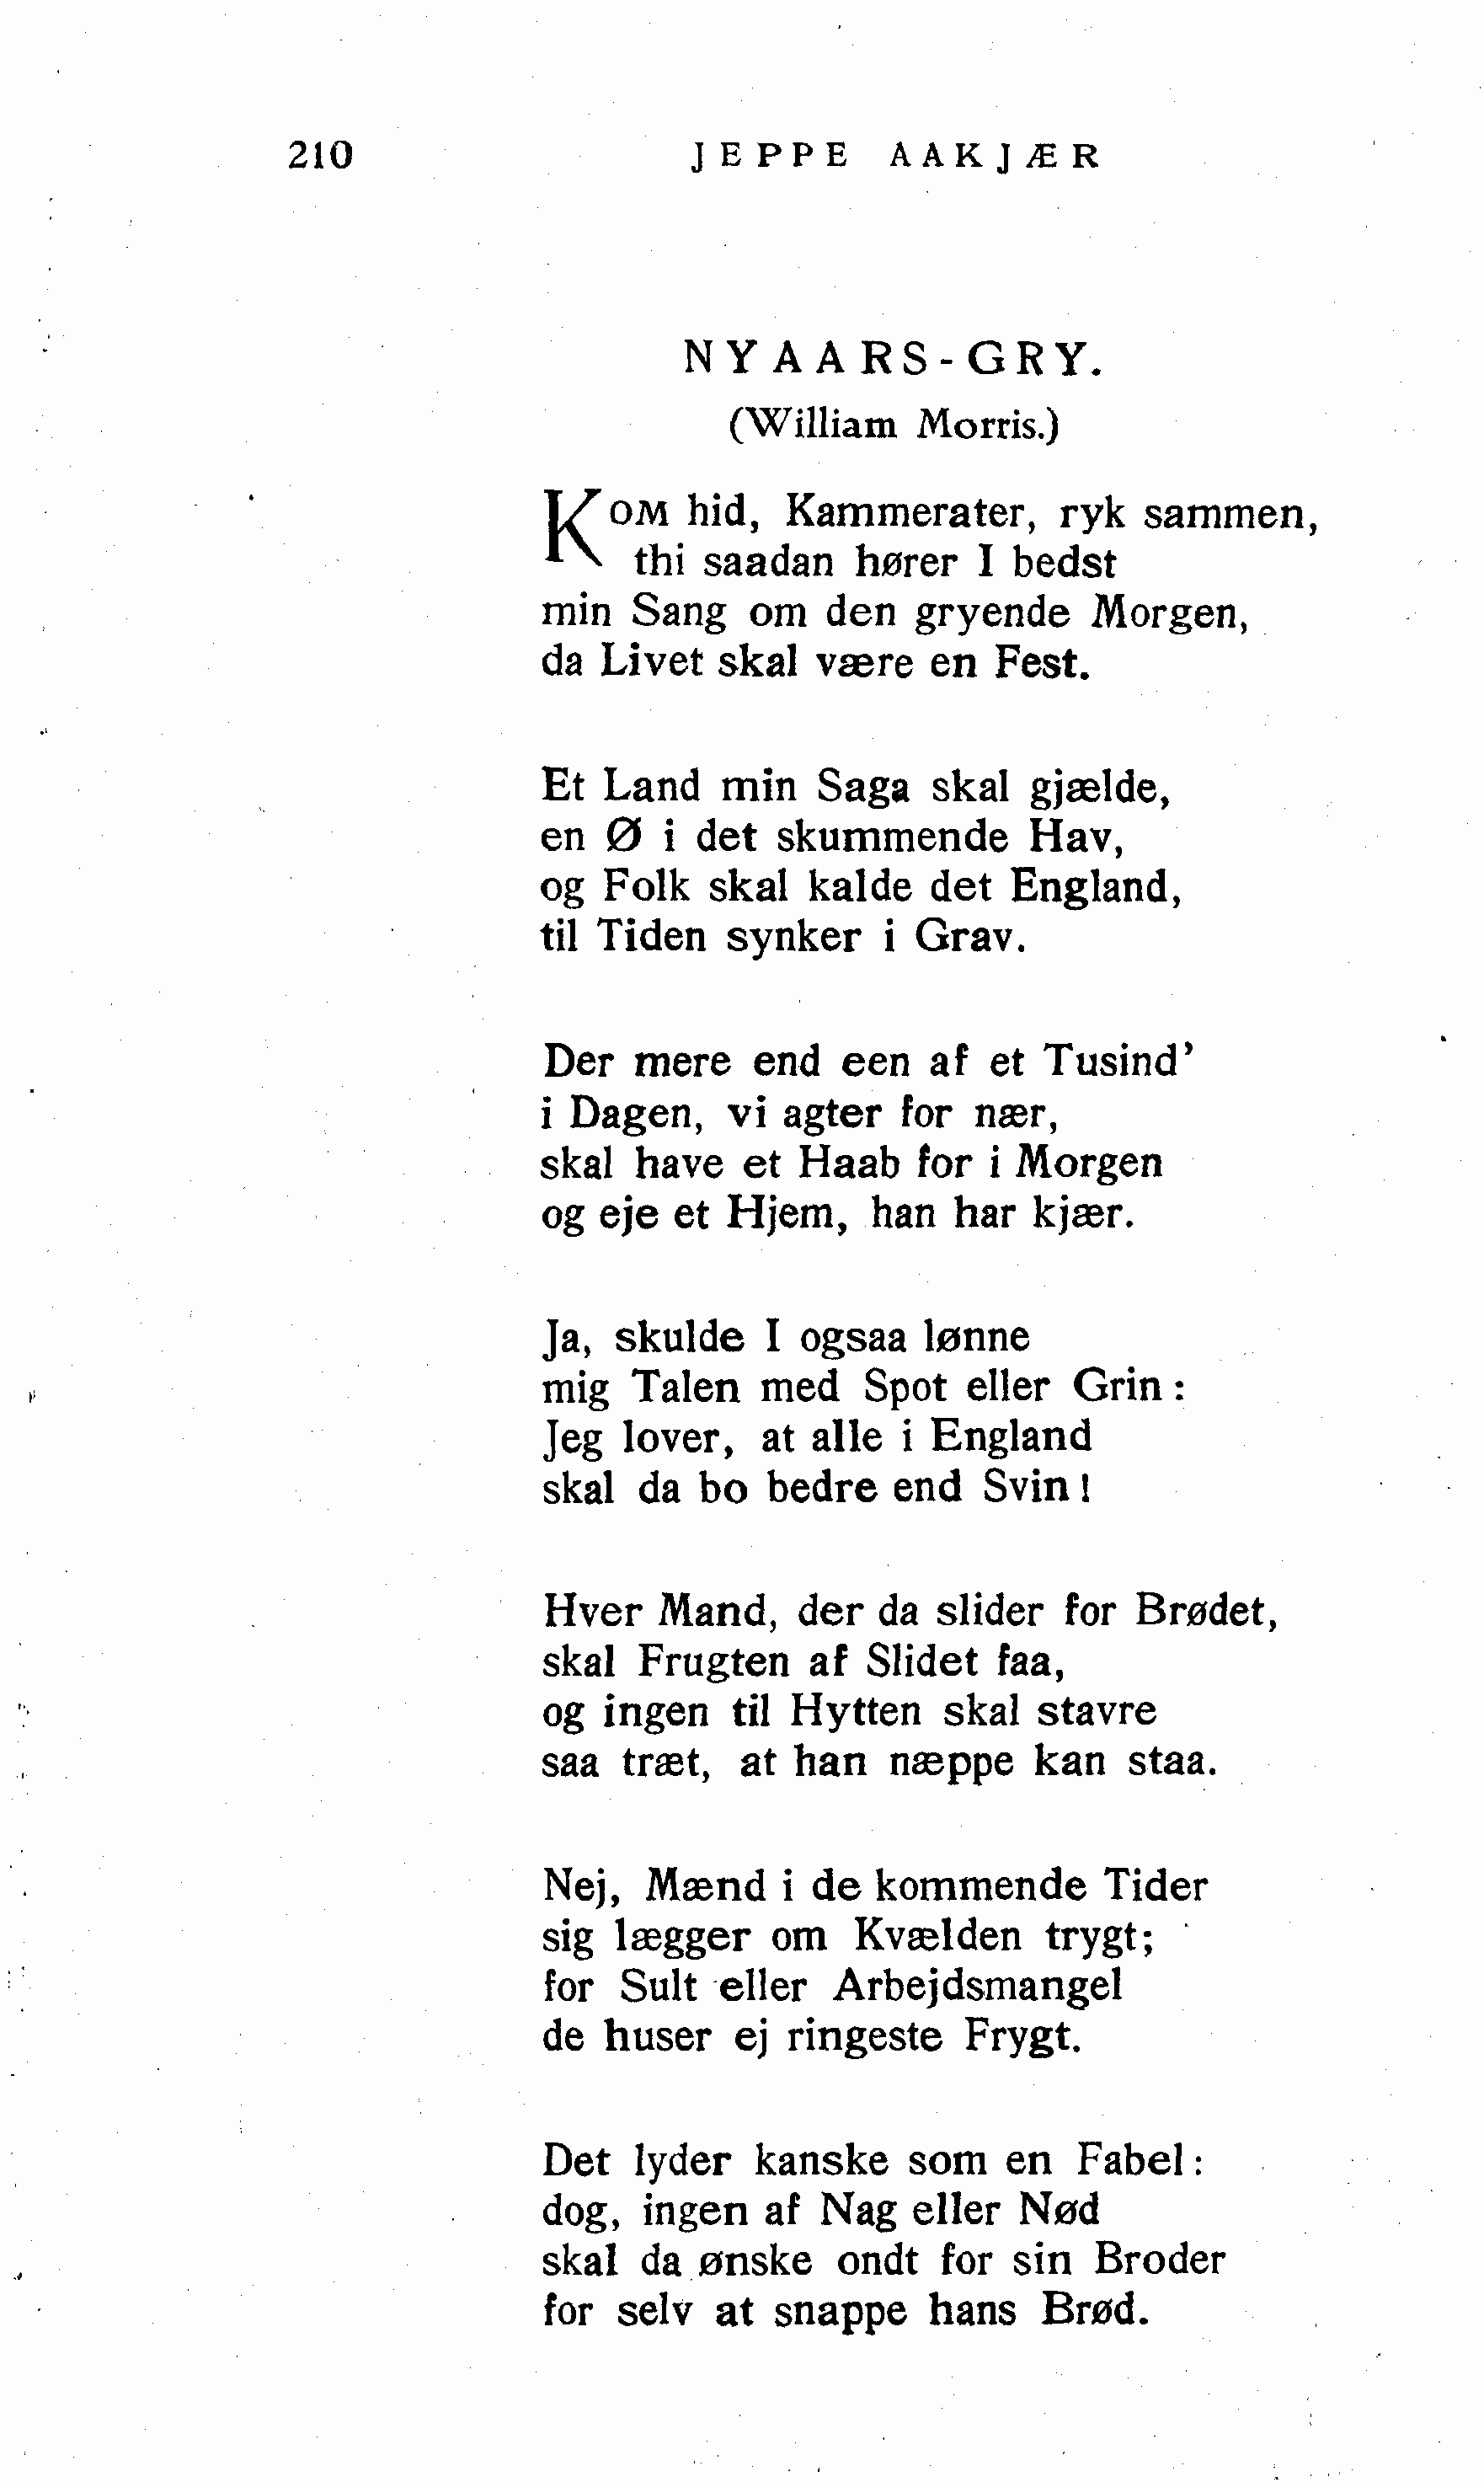 210 JEPPE AAKJÆR
NYAARS-GRY.
(William Morris.)
KOM hid, Kammerater, ryk sammen,
thi saadan hører I bedst
min Sang om den gryende Morgen,
da Livet skal være en Fest.
Et Land min Saga skal gjælde,
en Ø i det skummende Hav,
og Folk skal kalde det England,
til Tiden synker i Grav.
Der mere end een af et Tusind’
i Dagen, vi agter for nær,
skal have et Haab for i Morgen
og eje et Hjem, han har kjær.
Ja, skulde I ogsaa lønne
mig Talen med Spot eller Grin :
Jeg lover, at alle i England
skal da bo bedre end Svin !
Hver Mand, der da slider for Brødet,
skal Frugten af Slidet faa,
og ingen til Hytten skal stavre
saa træt, at han næppe kan staa.
Nej, Mænd i de kommende Tider
sig lægger om Kvælden trygt;
for Sult eller Arbejdsmangel
de huser ej ringeste Frygt.
Det lyder kanske som en Fabel :
dog, ingen af Nag eller Nød
skal da ønske ondt for sin Broder
for selv at snappe hans Brød.